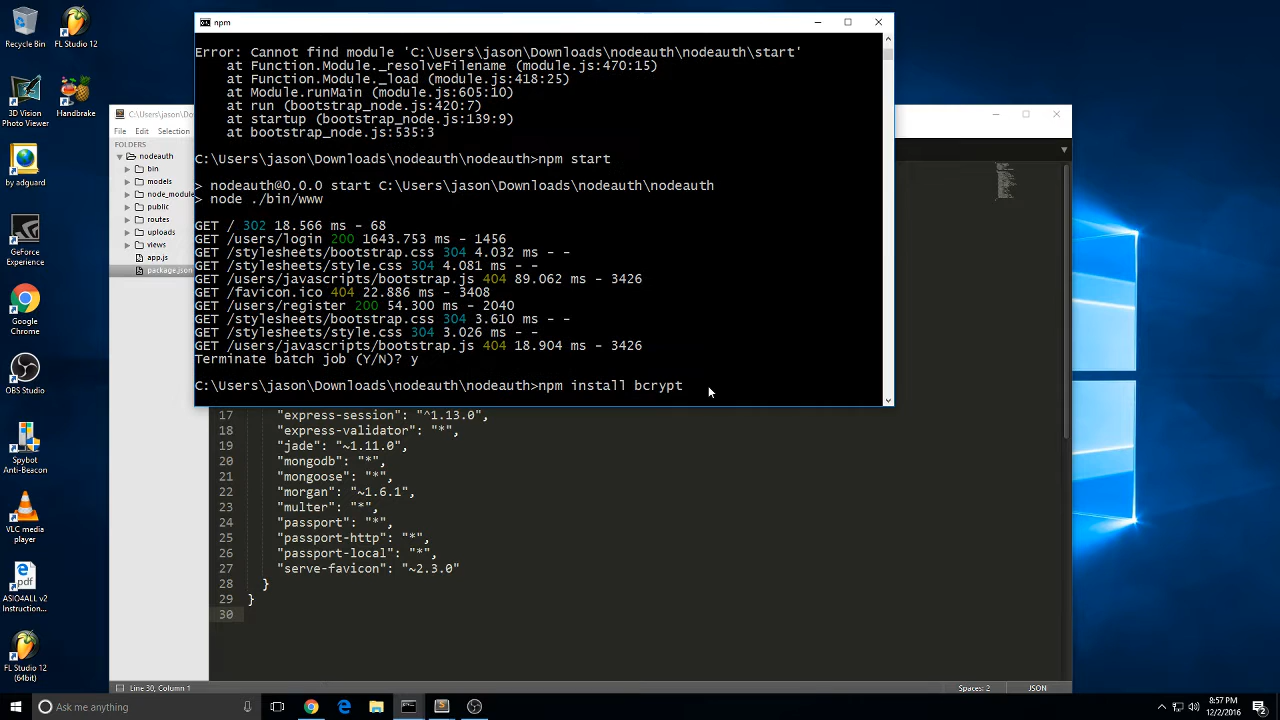 Recycle Bin
FL Studio 12
3D Vision
Photo Viewer
Handbrake
by adguard
GeForce
Experience
Google
Chrome
OBS Studio
Spybot
Anti-Beacon
VLC media
player
ASIO4ALL v2
Instruction...
FL Studio 12
(64bit)
npm
Error: Cannot find module 'C:\Users\jason\Downloads\nodeauth\nodeauth\start'
at Function.Module._resolveFilename (module.js:470:15)
at Function.Module._load (module.js:418:25)
at Module.runMain (module.js:605:10)
at run (bootstrap_node.js:420:7)
at startup (bootstrap_node.js:139:9)
at bootstrap_node.js:535:3
C:\Users\jason\Downloads\nodeauth\nodeauth>npm start
> nodeauth@0.0.0 start C:\Users\jason\Downloads\nodeauth\nodeauth
> node ./bin/www
GET / 302 18.566 ms - 68
GET /users/login 200 1643.753 ms - 1456
GET /stylesheets/bootstrap.css 304 4.032 ms - -
GET /stylesheets/style.css 304 4.081 ms - -
GET /users/javascripts/bootstrap.js 404 89.062 ms - 3426
GET /favicon.ico 404 22.886 ms - 3408
GET /users/register 200 54.300 ms - 2040
GET /stylesheets/bootstrap.css 304 3.610 ms - -
GET /stylesheets/style.css 304 3.026 ms - -
GET /users/javascripts/bootstrap.js 404 18.904 ms - 3426
Terminate batch job (Y/N)? y
C:\Users\jason\Downloads\nodeauth\nodeauth>npm install bcrypt
C:\Users\jason\Do
File Edit Selection
FOLDERS
nodeauth
bin
models
node_module
public
routes
uploads
views
app.js
package.json
17 "express-session": "^1.13.0",
18 "express-validator": "*",
19 "jade": "~1.11.0",
20 "mongodb": "*",
21 "mongoose": "*",
22 "morgan": "~1.6.1",
23 "multer": "*",
24 "passport": "*",
25 "passport-http": "*",
26 "passport-local": "*",
27 "serve-favicon": "~2.3.0"
28 }
29 }
30
Line 30, Column 1
Spaces: 2
JSON
Ask me anything
8:57 PM
12/2/2016